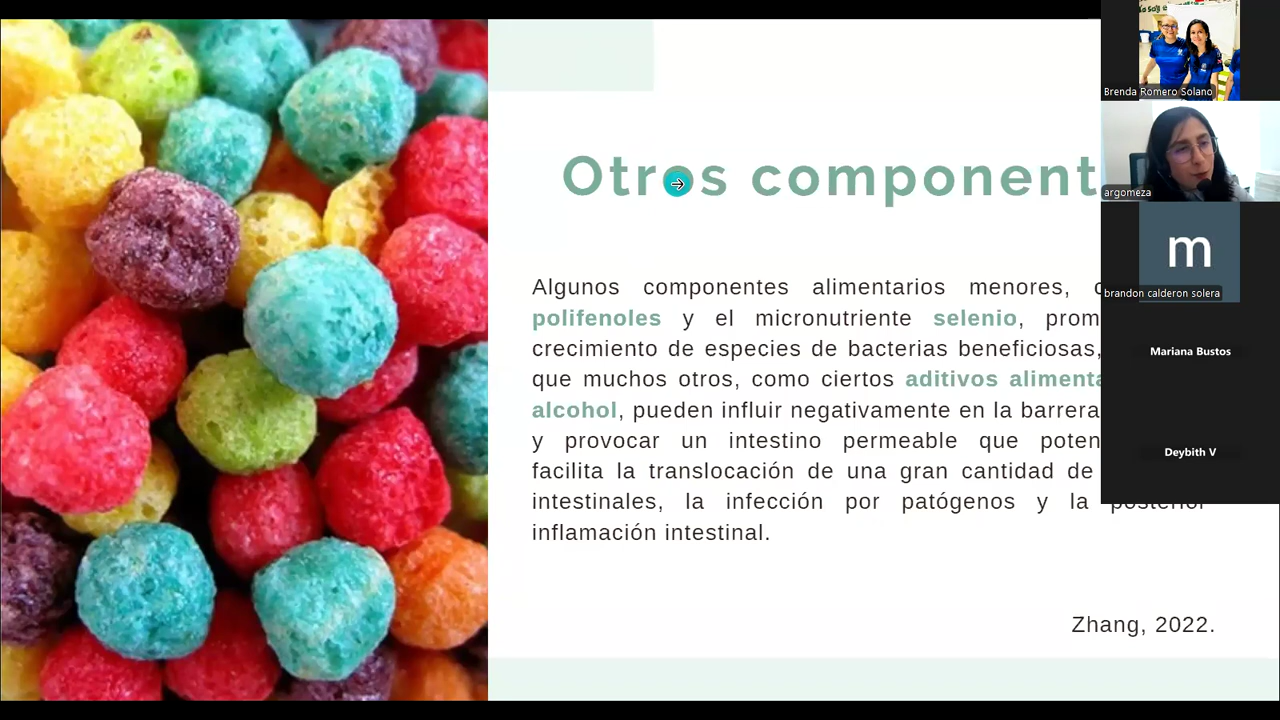 Otros component
Algunos componentes alimentarios menores,
polifenoles y el micronutriente selenio, prom
crecimiento de especies de bacterias beneficiosas,
que muchos otros, como ciertos aditivos alimenta
alcohol, pueden influir negativamente en la barrera
y provocar un intestino permeable que poten
facilita la translocación de una gran cantidad de
intestinales, la infección por patógenos y la posterior
inflamación intestinal.
Zhang, 2022.
Brenda Romero Solano
argomeza
m
brandon calderon solera
Mariana Bustos
Deybith V